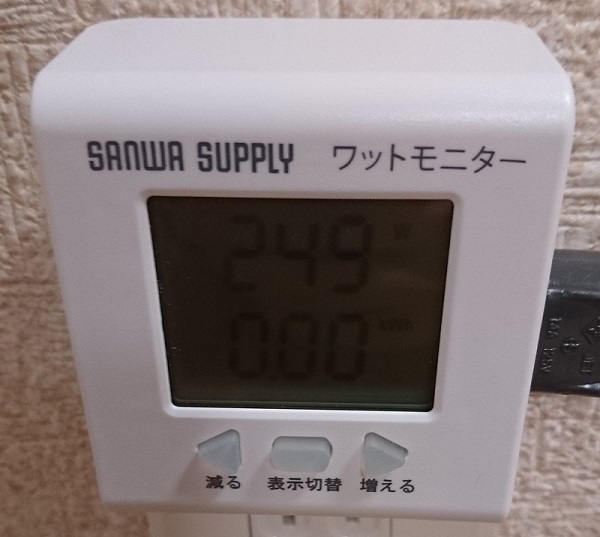 SANWA SUPPLY ワットモニター
249 W
0.00 kWh
減る 表示切替 増える